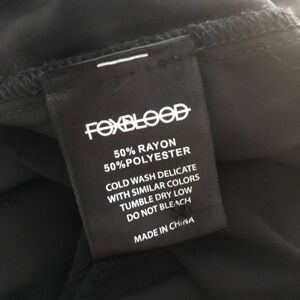 FOXBLOOD
50% RAYON
50%POLYESTER
COLD WASH DELICATE
WITH SIMILAR COLORS
TUMBLE DRY LOW
DO NOT BLEACH
MADE IN CHINA